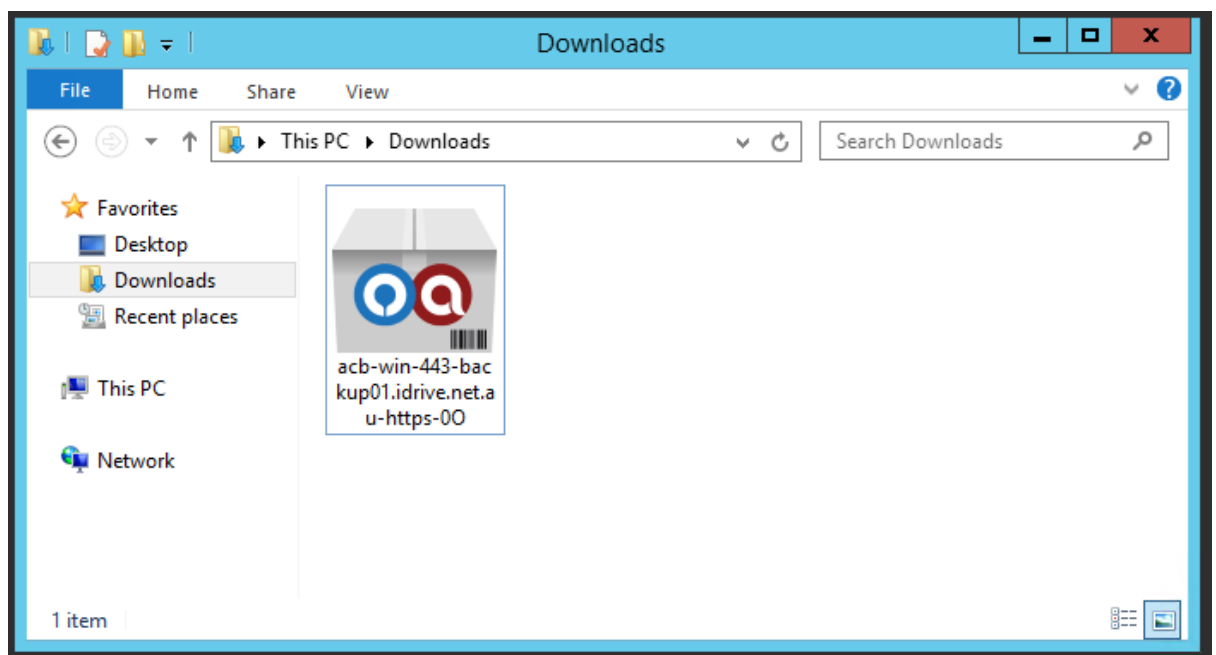 Downloads
File Home Share View
This PC Downloads Search Downloads
Favorites
Desktop
Downloads
Recent places
This PC
Network
acb-win-443-bac
kup01.idrive.net.a
u-https-0O
1 item